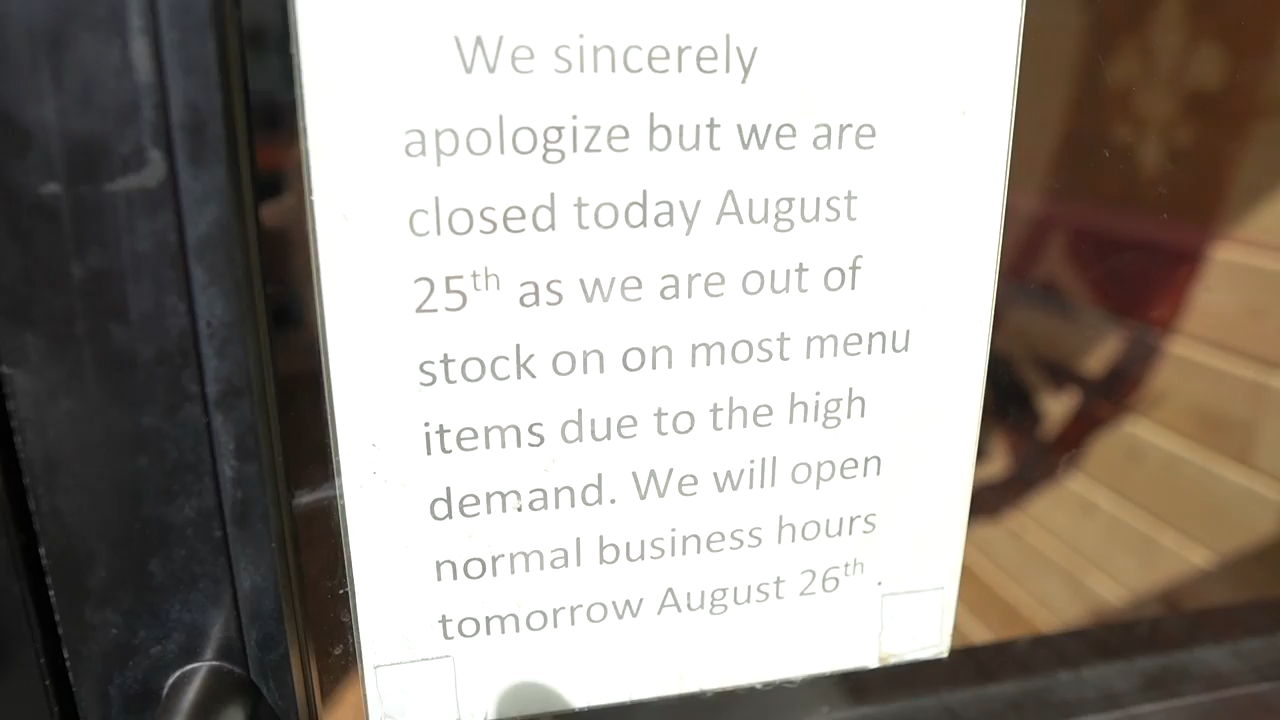 We sincerely
apologize but we are
closed today August
25th as we are out of
stock on on most menu
items due to the high
demand. We will open
normal business hours
tomorrow August 26th .